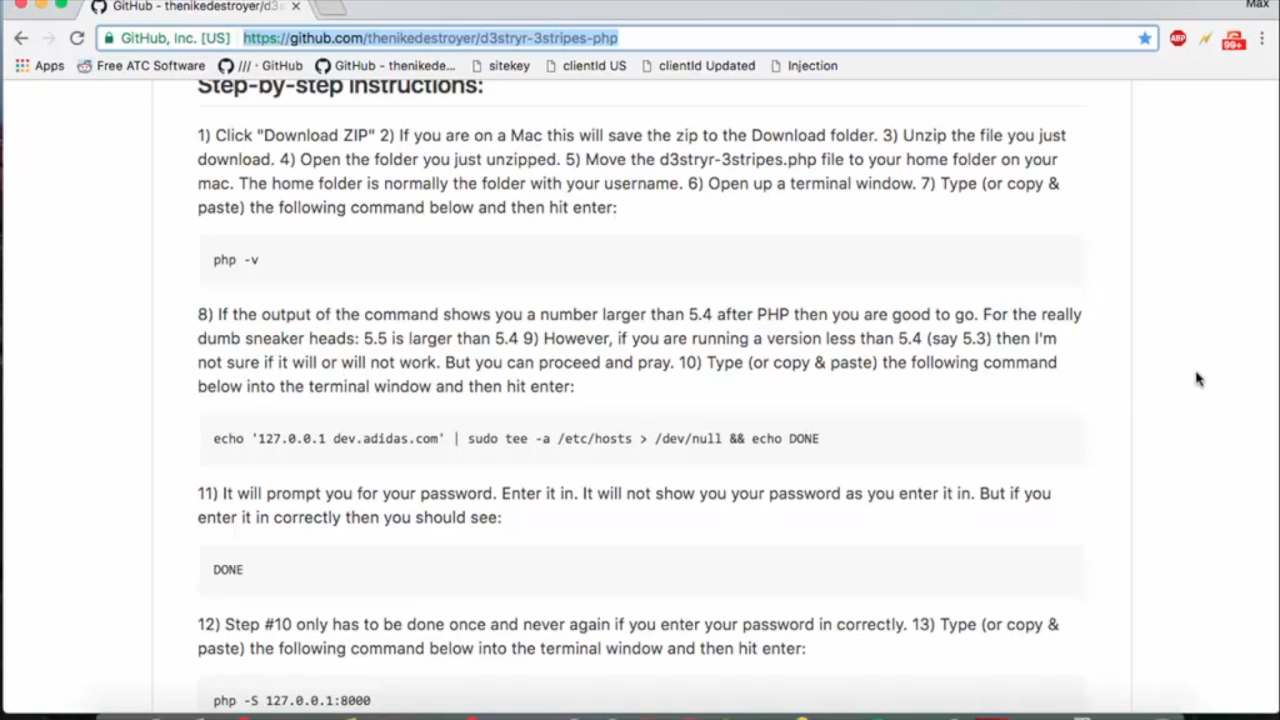 Max
GitHub - thenikedestroyer/d3s
GitHub, Inc. [US] https://github.com/thenikedestroyer/d3stryr-3stripes-php
ABP
99+
Apps Free ATC Software /// · GitHub GitHub - thenikede... sitekey clientId US clientId Updated Injection
Step-by-step instructions:
1) Click "Download ZIP" 2) If you are on a Mac this will save the zip to the Download folder. 3) Unzip the file you just
download. 4) Open the folder you just unzipped. 5) Move the d3stryr-3stripes.php file to your home folder on your
mac. The home folder is normally the folder with your username. 6) Open up a terminal window. 7) Type (or copy &
paste) the following command below and then hit enter:
php -v
8) If the output of the command shows you a number larger than 5.4 after PHP then you are good to go. For the really
dumb sneaker heads: 5.5 is larger than 5.4 9) However, if you are running a version less than 5.4 (say 5.3) then I'm
not sure if it will or will not work. But you can proceed and pray. 10) Type (or copy & paste) the following command
below into the terminal window and then hit enter:
echo '127.0.0.1 dev.adidas.com' | sudo tee -a /etc/hosts > /dev/null && echo DONE
11) It will prompt you for your password. Enter it in. It will not show you your password as you enter it in. But if you
enter it in correctly then you should see:
DONE
12) Step #10 only has to be done once and never again if you enter your password in correctly. 13) Type (or copy &
paste) the following command below into the terminal window and then hit enter:
php -S 127.0.0.1:8000